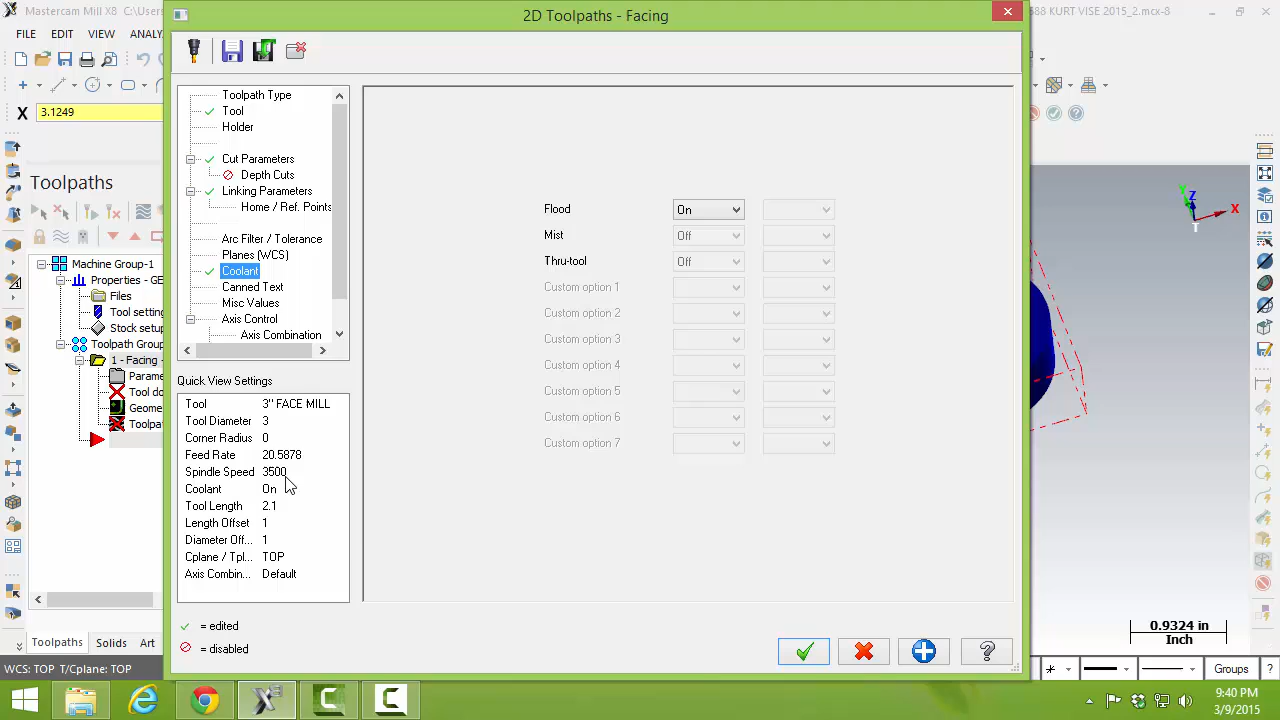 Mastercam Mill X8 C:\Users
2D Toolpaths - Facing
688 KURT VISE 2015_2.mcx-8
FILE EDIT VIEW ANALY
X 3.1249
Toolpaths
Machine Group-1
Properties - GE
Files
Tool setting
Stock setup
Toolpath Group
1 - Facing -
Parame
Tool do
Geome
Toolpat
Toolpath Type
Tool
Holder
Cut Parameters
Depth Cuts
Linking Parameters
Home / Ref. Points
Arc Filter / Tolerance
Planes (WCS)
Coolant
Canned Text
Misc Values
Axis Control
Axis Combination
Quick View Settings
Tool 3" FACE MILL
Tool Diameter 3
Corner Radius 0
Feed Rate 20.5878
Spindle Speed 3500
Coolant On
Tool Length 2.1
Length Offset 1
Diameter Off... 1
Cplane / Tpl... TOP
Axis Combin... Default
= edited
= disabled
Flood On
Mist Off
Thru-tool Off
Custom option 1
Custom option 2
Custom option 3
Custom option 4
Custom option 5
Custom option 6
Custom option 7
Y
Z
X
T
0.9324 in
Inch
Toolpaths Solids Art
WCS: TOP T/Cplane: TOP
Groups ?
9:40 PM
3/9/2015